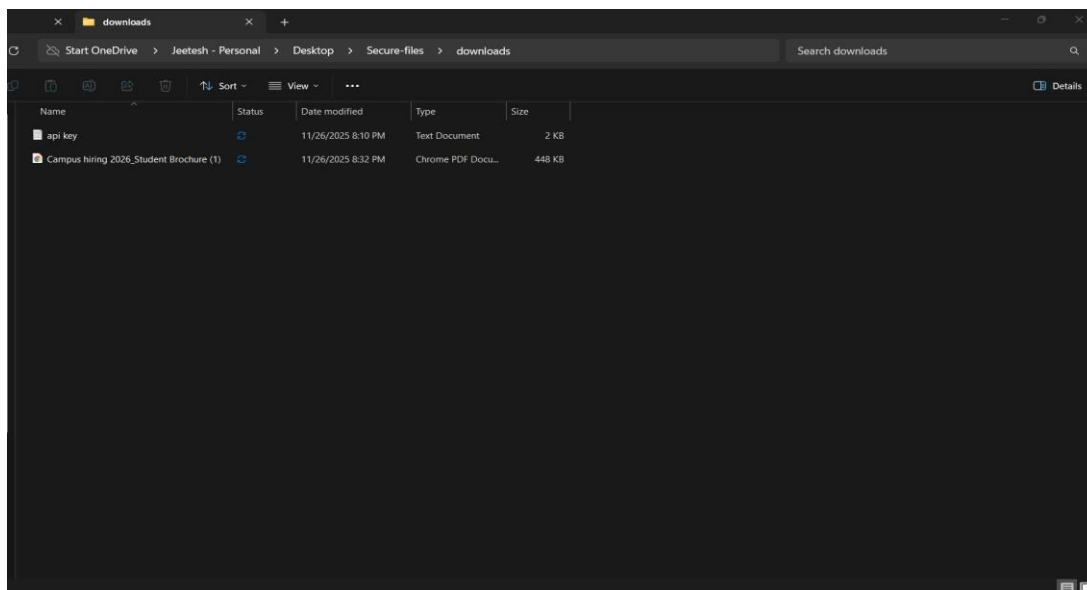 downloads
Start OneDrive > Jeetesh - Personal > Desktop > Secure-files > downloads
Search downloads
Sort
View
Details
Name Status Date modified Type Size
api key 11/26/2025 8:10 PM Text Document 2 KB
Campus hiring 2026_Student Brochure (1) 11/26/2025 8:32 PM Chrome PDF Docu... 448 KB